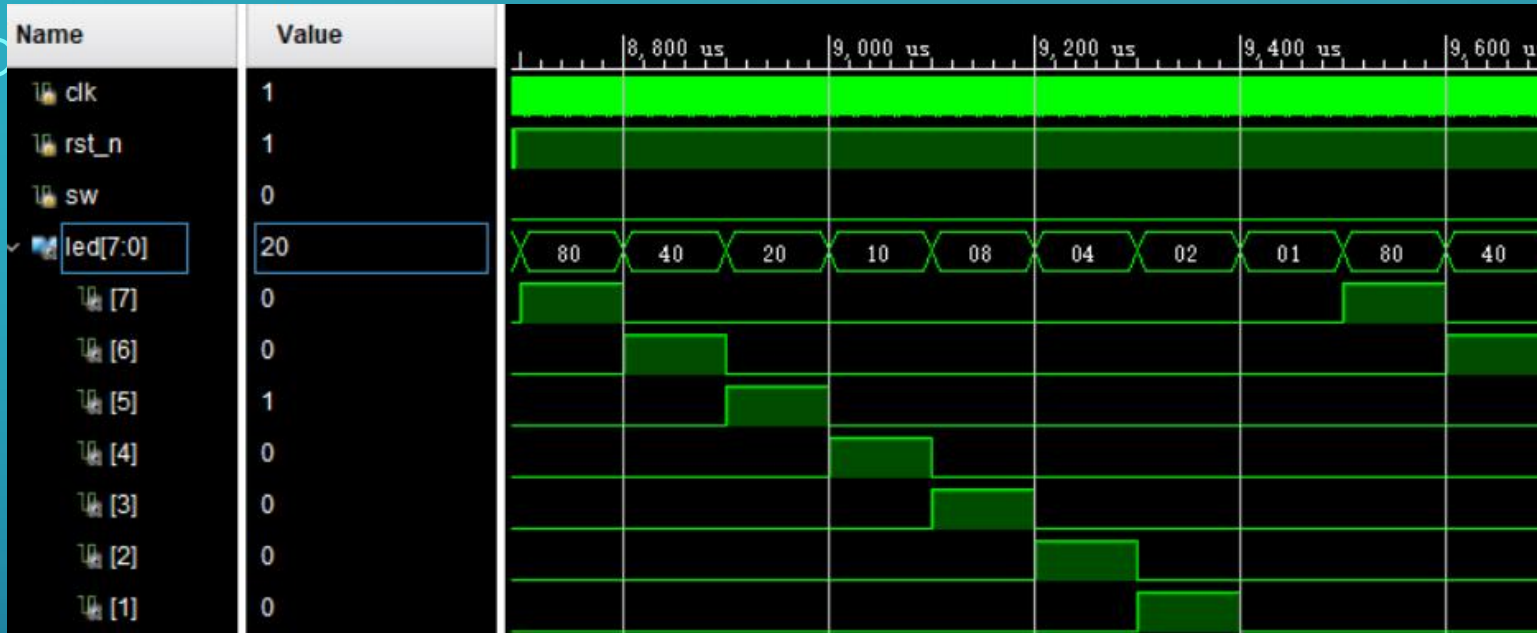 Name Value
8,800 us 9,000 us 9,200 us 9,400 us 9,600 u
clk 1
rst_n 1
sw 0
led[7:0] 20 80 40 20 10 08 04 02 01 80 40
[7] 0
[6] 0
[5] 1
[4] 0
[3] 0
[2] 0
[1] 0